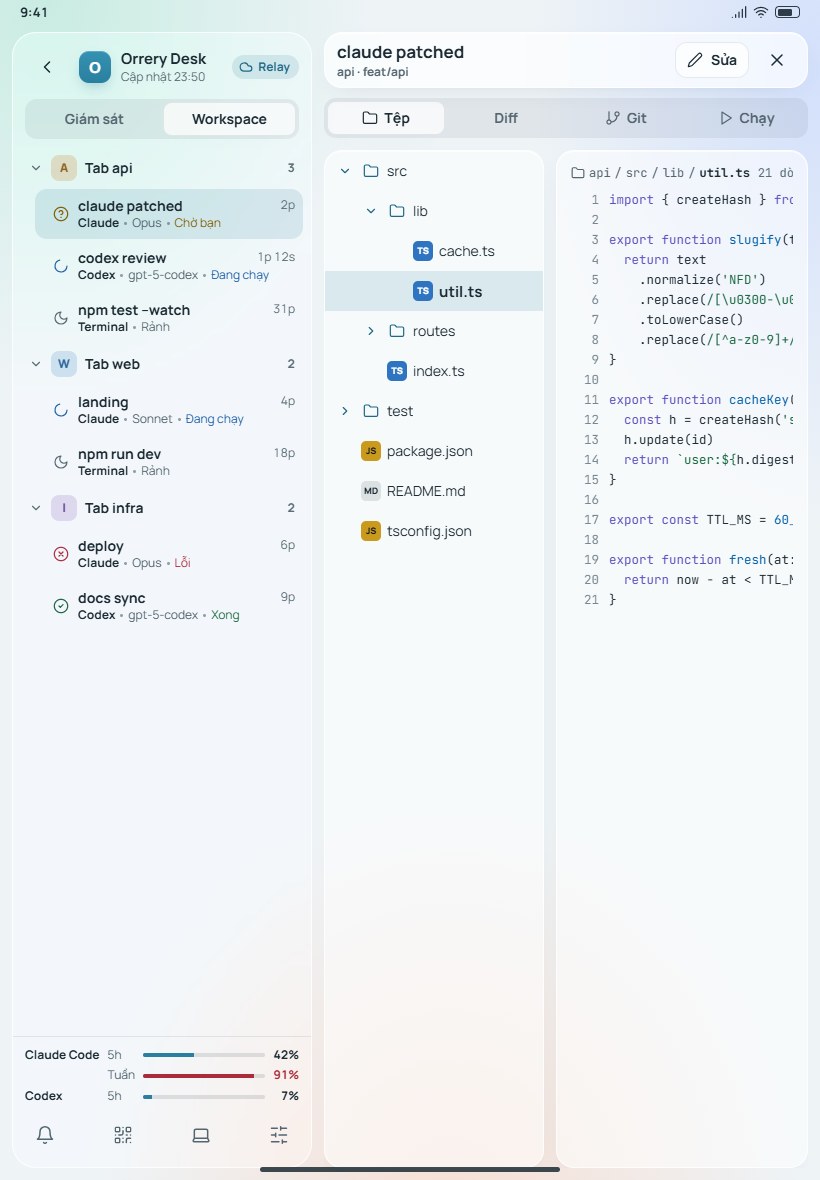 9:41
O
Orrery Desk
Cập nhật 23:50
Relay
Giám sát
Workspace
A Tab api 3
claude patched 2p
Claude • Opus • Chờ bạn
codex review 1p 12s
Codex • gpt-5-codex • Đang chạy
npm test –watch 31p
Terminal • Rảnh
W Tab web 2
landing 4p
Claude • Sonnet • Đang chạy
npm run dev 18p
Terminal • Rảnh
I Tab infra 2
deploy 6p
Claude • Opus • Lỗi
docs sync 9p
Codex • gpt-5-codex • Xong
Claude Code 5h 42%
Tuần 91%
Codex 5h 7%
claude patched
api · feat/api
Sửa
Tệp
Diff
Git
Chạy
src
lib
TS cache.ts
TS util.ts
routes
TS index.ts
test
JS package.json
MD README.md
JS tsconfig.json
api / src / lib / util.ts 21 dò
1 import { createHash } fro
2
3 export function slugify(t
4 return text
5 .normalize('NFD')
6 .replace(/[\u0300-\u0
7 .toLowerCase()
8 .replace(/[^a-z0-9]+/
9 }
10
11 export function cacheKey(
12 const h = createHash('s
13 h.update(id)
14 return `user:${h.digest
15 }
16
17 export const TTL_MS = 60_
18
19 export function fresh(at:
20 return now - at < TTL_M
21 }